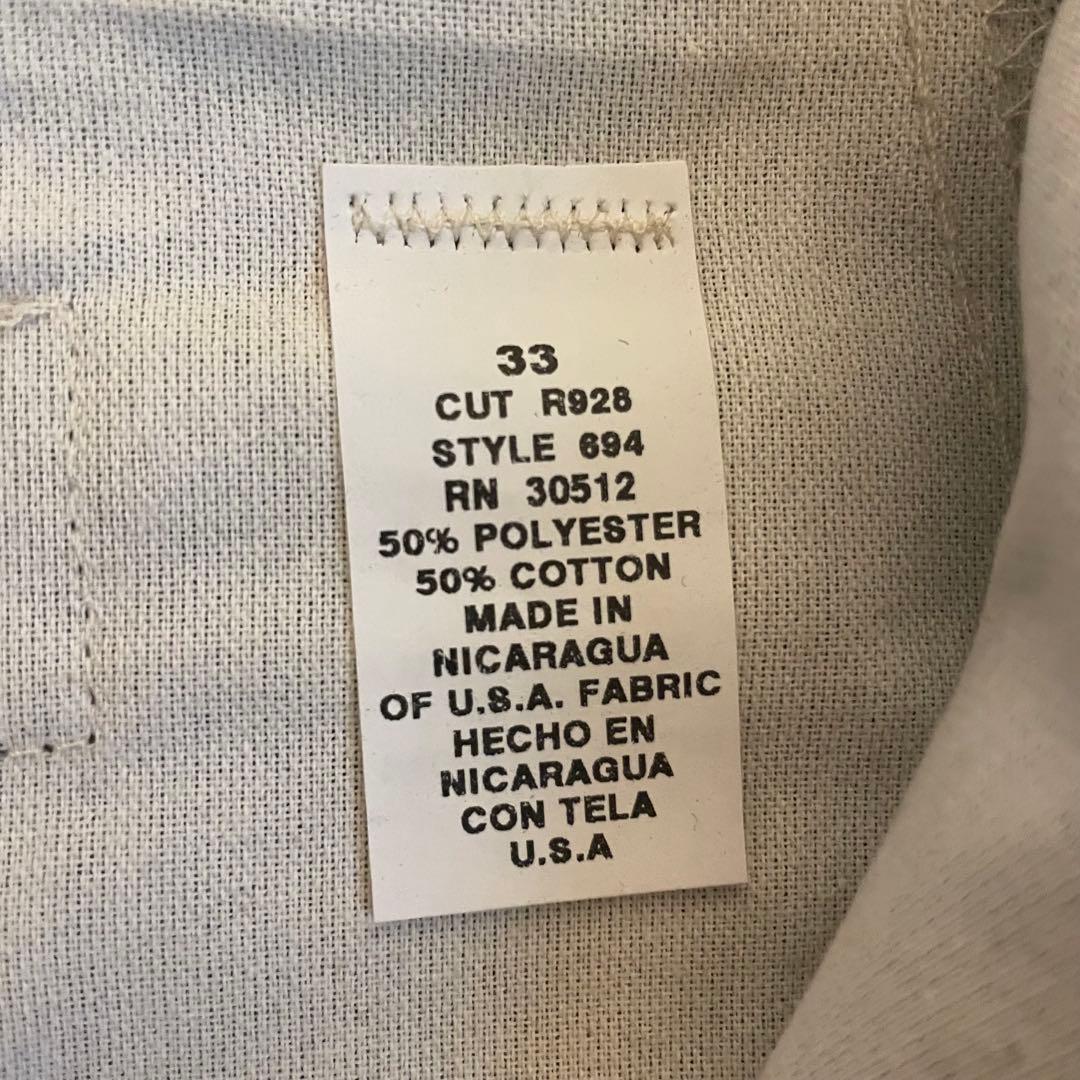 33
CUT R928
STYLE 694
RN 30512
50% POLYESTER
50% COTTON
MADE IN
NICARAGUA
OF U.S.A. FABRIC
HECHO EN
NICARAGUA
CON TELA
U.S.A